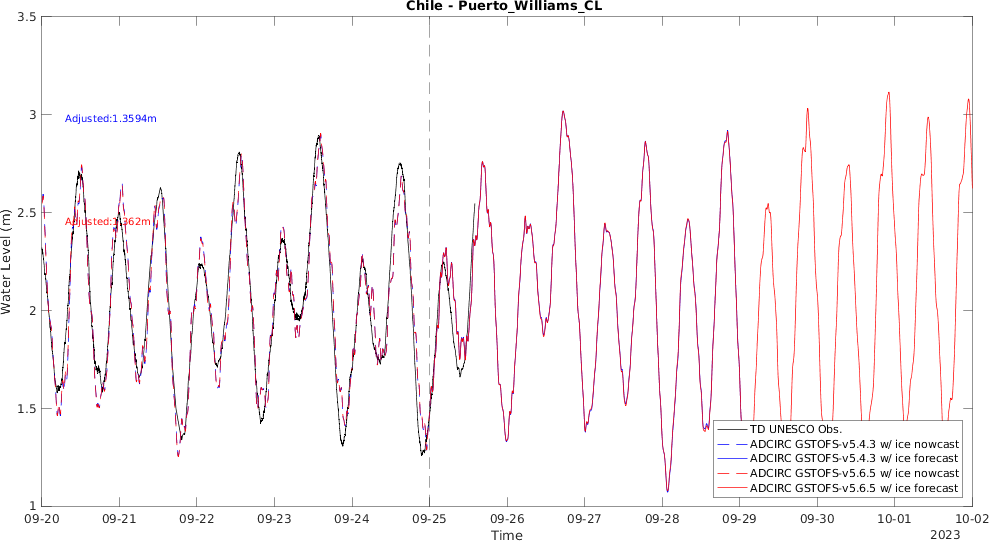 Chile - Puerto_Williams_CL
3.5
3
2.5
2
1.5
1
Water Level (m)
Adjusted:1.3594m
TD UNESCO Obs.
ADCIRC GSTOFS-v5.4.3 w/ ice nowcast
ADCIRC GSTOFS-v5.4.3 w/ ice forecast
ADCIRC GSTOFS-v5.6.5 w/ ice nowcast
ADCIRC GSTOFS-v5.6.5 w/ ice forecast
09-20 09-21 09-22 09-23 09-24 09-25 09-26 09-27 09-28 09-29 09-30 10-01 10-02
Time
2023